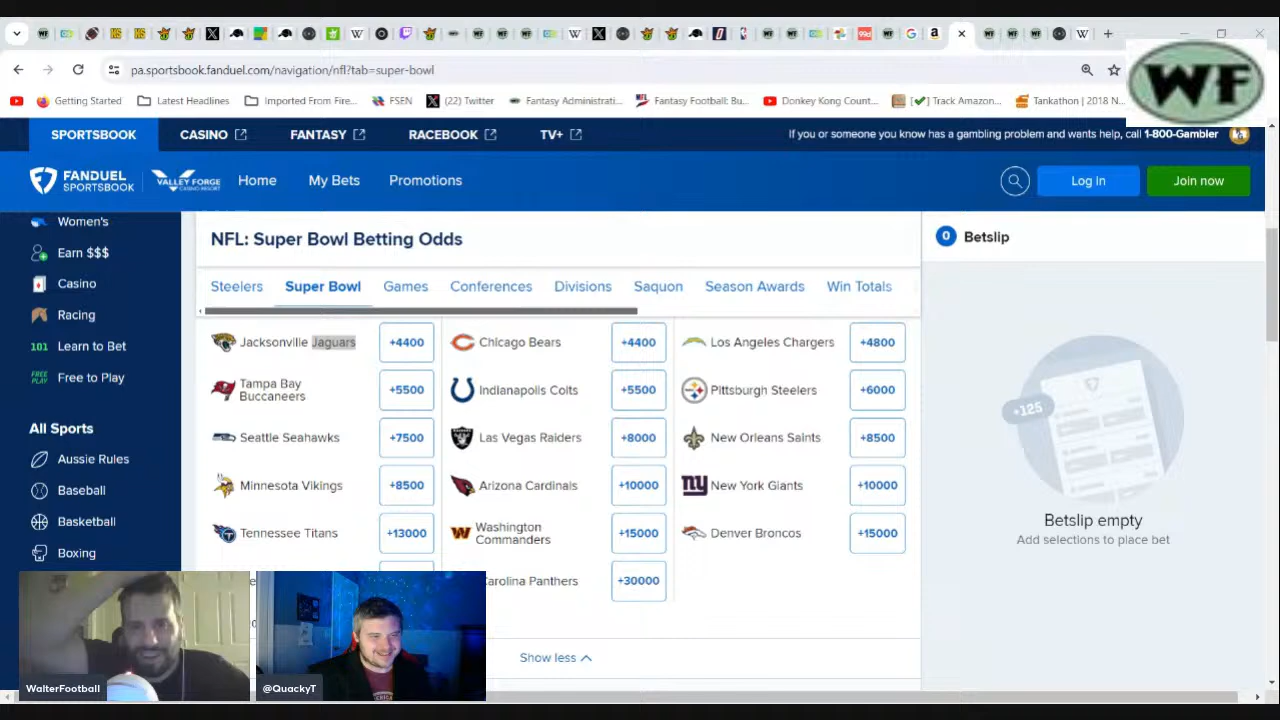 pa.sportsbook.fanduel.com/navigation/nfl?tab=super-bowl
WF
Getting Started Latest Headlines Imported From Fire... FSEN (22) Twitter Fantasy Administrati... Fantasy Football: Bu... Donkey Kong Count... Track Amazon... Tankathon | 2018 N...
SPORTSBOOK CASINO FANTASY RACEBOOK TV+ If you or someone you know has a gambling problem and wants help, call 1-800-Gambler
FANDUEL
SPORTSBOOK
VALLEY FORGE
Home My Bets Promotions Log In Join now
Women's
Earn $$$
Casino
Racing
101 Learn to Bet
FREE PLAY Free to Play
All Sports
Aussie Rules
Baseball
Basketball
Boxing
NFL: Super Bowl Betting Odds
Steelers Super Bowl Games Conferences Divisions Saquon Season Awards Win Totals
Jacksonville Jaguars +4400 Chicago Bears +4400 Los Angeles Chargers +4800
Tampa Bay
Buccaneers +5500 Indianapolis Colts +5500 Pittsburgh Steelers +6000
Seattle Seahawks +7500 Las Vegas Raiders +8000 New Orleans Saints +8500
Minnesota Vikings +8500 Arizona Cardinals +10000 New York Giants +10000
Tennessee Titans +13000 Washington
Commanders +15000 Denver Broncos +15000
Carolina Panthers +30000
Show less
0 Betslip
+125
Betslip empty
Add selections to place bet
WalterFootball
@QuackyT